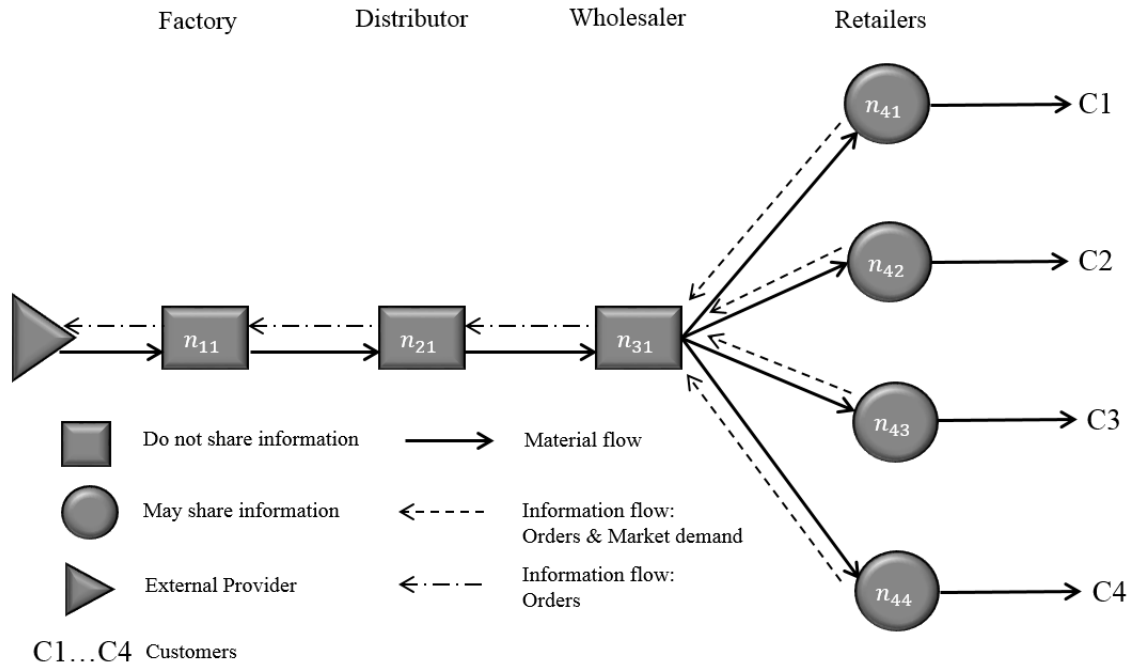 Factory
Distributor
Wholesaler
Retailers
n₄₁
C1
n₄₂
C2
n₁₁
n₂₁
n₃₁
n₄₃
C3
n₄₄
C4
Do not share information
Material flow
May share information
Information flow:
Orders & Market demand
External Provider
Information flow:
Orders
C1…C4 Customers